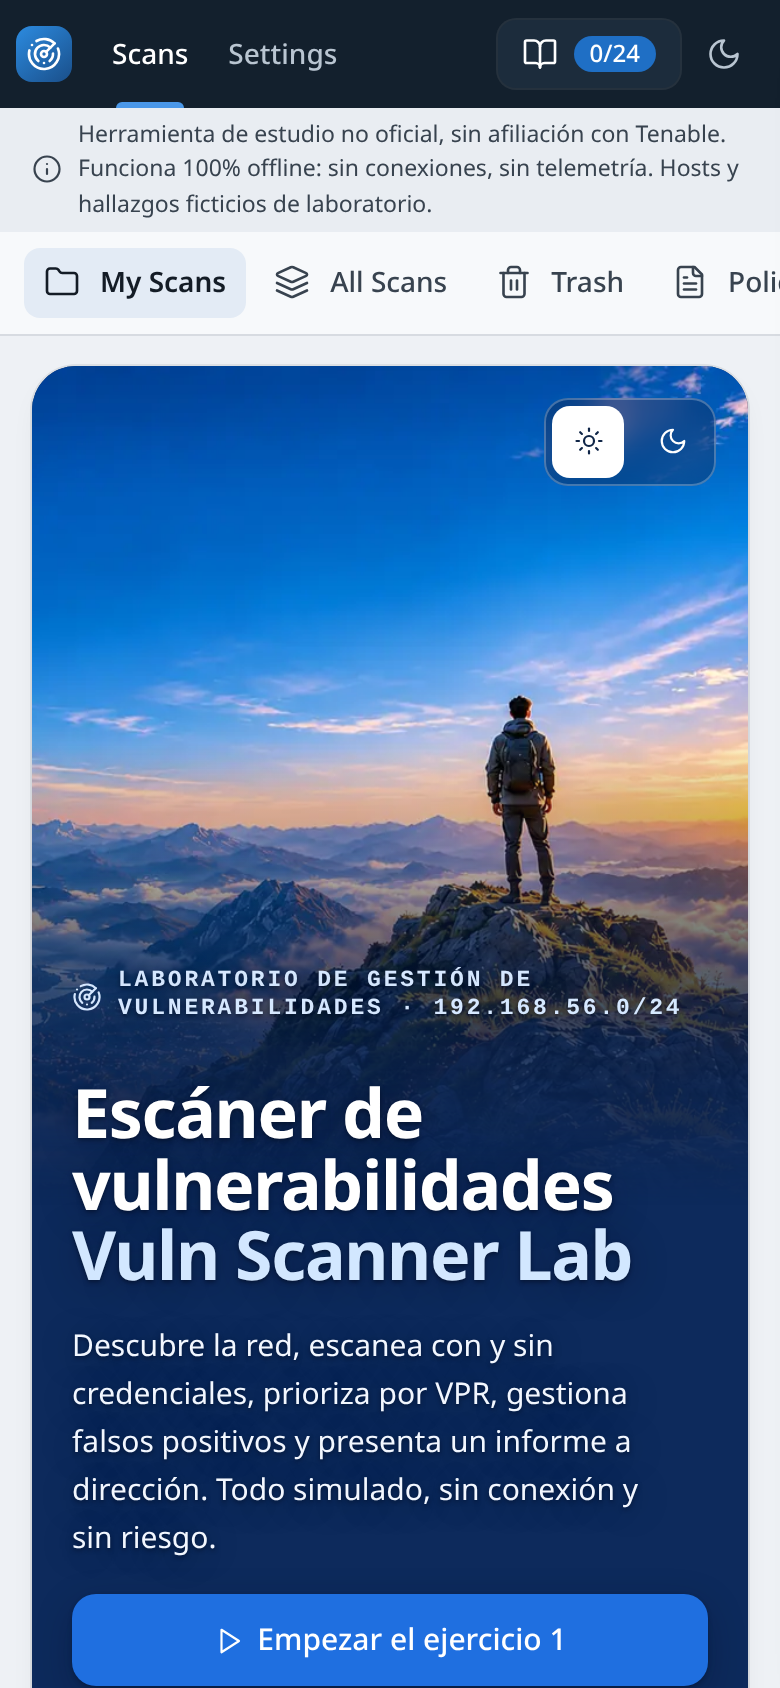 Scans
Settings
0/24
Herramienta de estudio no oficial, sin afiliación con Tenable.
Funciona 100% offline: sin conexiones, sin telemetría. Hosts y
hallazgos ficticios de laboratorio.
My Scans
All Scans
Trash
Poli
LABORATORIO DE GESTIÓN DE
VULNERABILIDADES · 192.168.56.0/24
Escáner de
vulnerabilidades
Vuln Scanner Lab
Descubre la red, escanea con y sin
credenciales, prioriza por VPR, gestiona
falsos positivos y presenta un informe a
dirección. Todo simulado, sin conexión y
sin riesgo.
Empezar el ejercicio 1